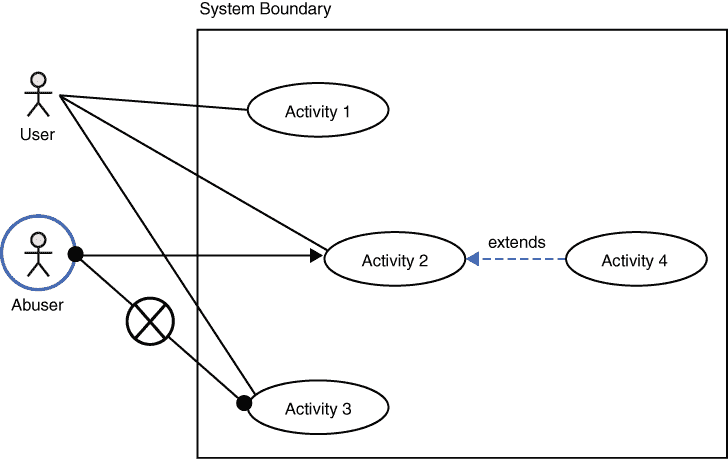 System Boundary
Activity 1
User
extends
Activity 2
Activity 4
Abuser
Activity 3